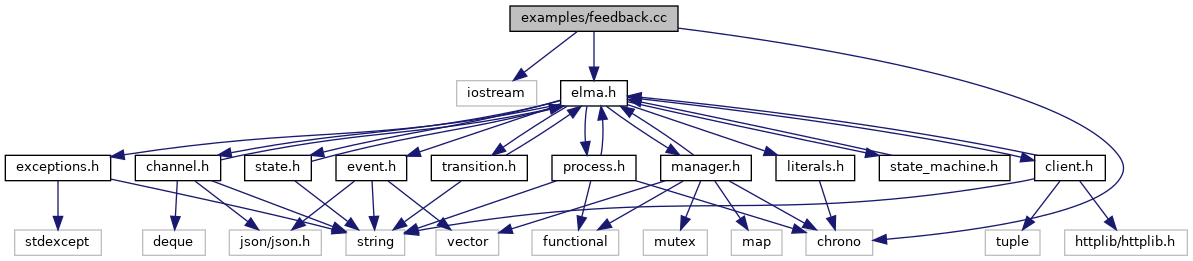 examples/feedback.cc
iostream
elma.h
exceptions.h
channel.h
state.h
event.h
transition.h
process.h
manager.h
literals.h
state_machine.h
client.h
stdexcept
deque
json/json.h
string
vector
functional
mutex
map
chrono
tuple
httplib/httplib.h